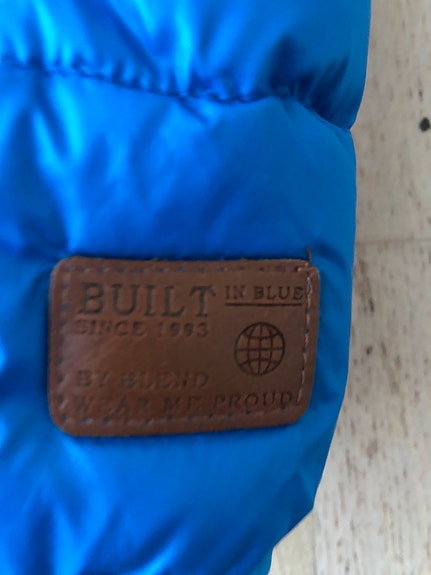 BUILT IN BLUE
SINCE 1993
BY BLEND
WEAR ME PROUD